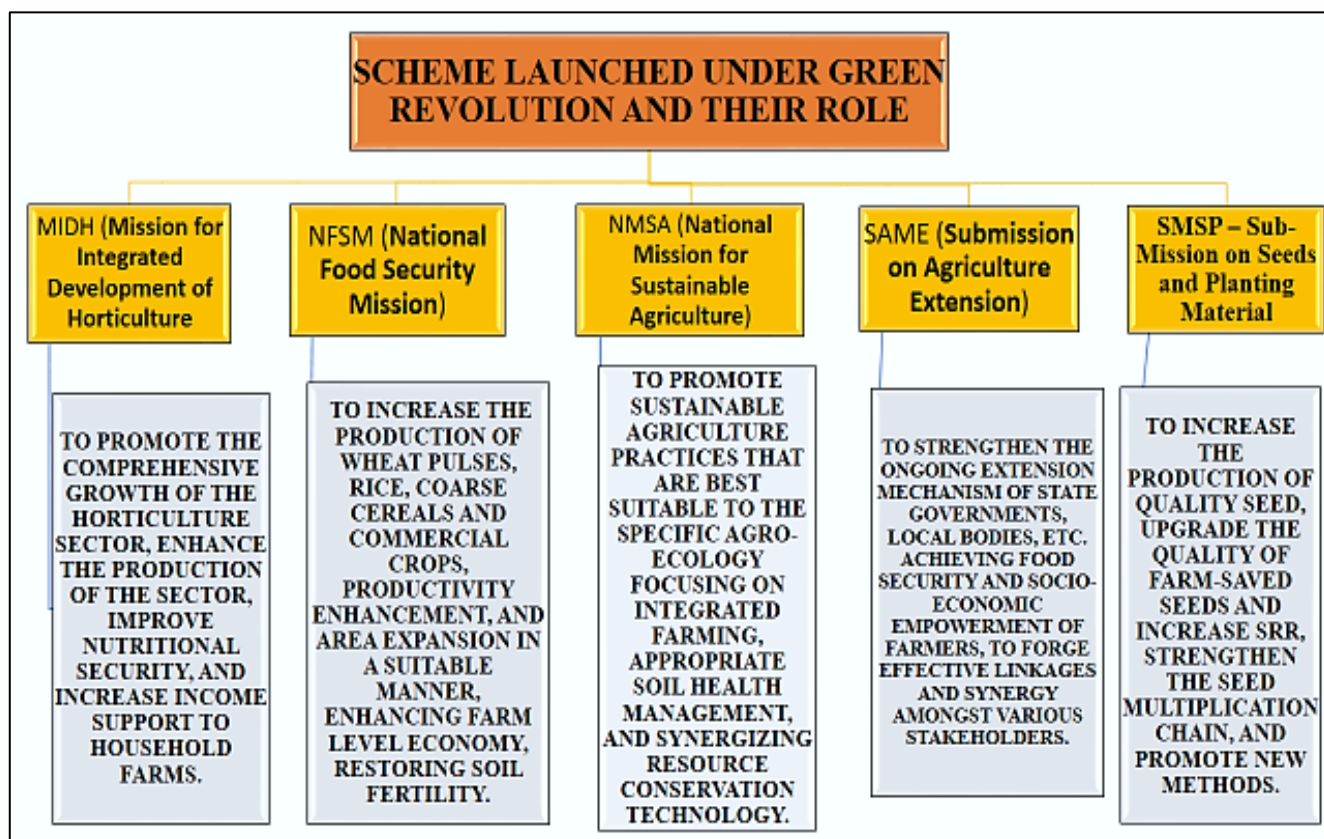 SCHEME LAUNCHED UNDER GREEN
REVOLUTION AND THEIR ROLE
MIDH (Mission for
Integrated
Development of
Horticulture
TO PROMOTE THE
COMPREHENSIVE
GROWTH OF THE
HORTICULTURE
SECTOR, ENHANCE
THE PRODUCTION
OF THE SECTOR,
IMPROVE
NUTRITIONAL
SECURITY, AND
INCREASE INCOME
SUPPORT TO
HOUSEHOLD
FARMS.
NFSM (National
Food Security
Mission)
TO INCREASE THE
PRODUCTION OF
WHEAT PULSES,
RICE, COARSE
CEREALS AND
COMMERCIAL
CROPS,
PRODUCTIVITY
ENHANCEMENT, AND
AREA EXPANSION IN
A SUITABLE
MANNER,
ENHANCING FARM
LEVEL ECONOMY,
RESTORING SOIL
FERTILITY.
NMSA (National
Mission for
Sustainable
Agriculture)
TO PROMOTE
SUSTAINABLE
AGRICULTURE
PRACTICES THAT
ARE BEST
SUITABLE TO THE
SPECIFIC AGRO-
ECOLOGY
FOCUSING ON
INTEGRATED
FARMING,
APPROPRIATE
SOIL HEALTH
MANAGEMENT,
AND SYNERGIZING
RESOURCE
CONSERVATION
TECHNOLOGY.
SAME (Submission
on Agriculture
Extension)
TO STRENGTHEN THE
ONGOING EXTENSION
MECHANISM OF STATE
GOVERNMENTS,
LOCAL BODIES, ETC.
ACHIEVING FOOD
SECURITY AND SOCIO-
ECONOMIC
EMPOWERMENT OF
FARMERS, TO FORGE
EFFECTIVE LINKAGES
AND SYNERGY
AMONGST VARIOUS
STAKEHOLDERS.
SMSP – Sub-
Mission on Seeds
and Planting
Material
TO INCREASE
THE
PRODUCTION OF
QUALITY SEED,
UPGRADE THE
QUALITY OF
FARM-SAVED
SEEDS AND
INCREASE SRR,
STRENGTHEN
THE SEED
MULTIPLICATION
CHAIN, AND
PROMOTE NEW
METHODS.